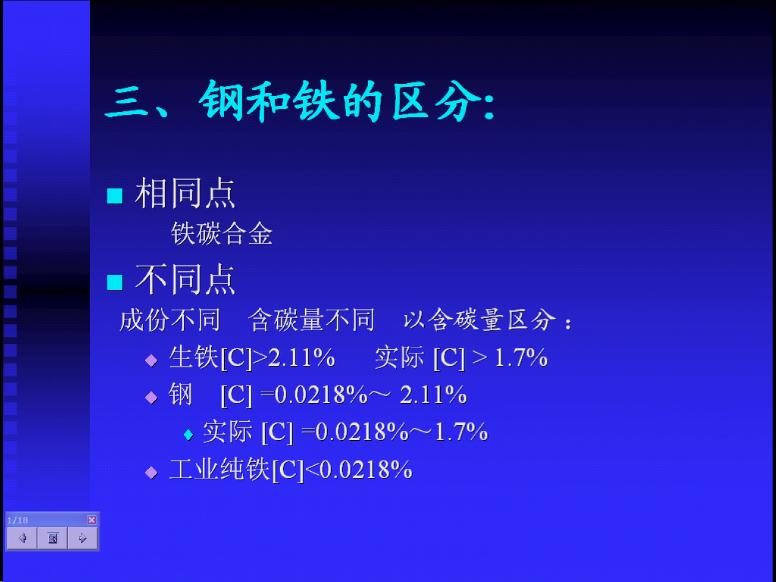 三、钢和铁的区分:
相同点
铁碳合金
不同点
成份不同 含碳量不同 以含碳量区分：
生铁[C]>2.11% 实际 [C] > 1.7%
钢 [C] =0.0218%～ 2.11%
实际 [C] =0.0218%～1.7%
工业纯铁[C]<0.0218%
1/18